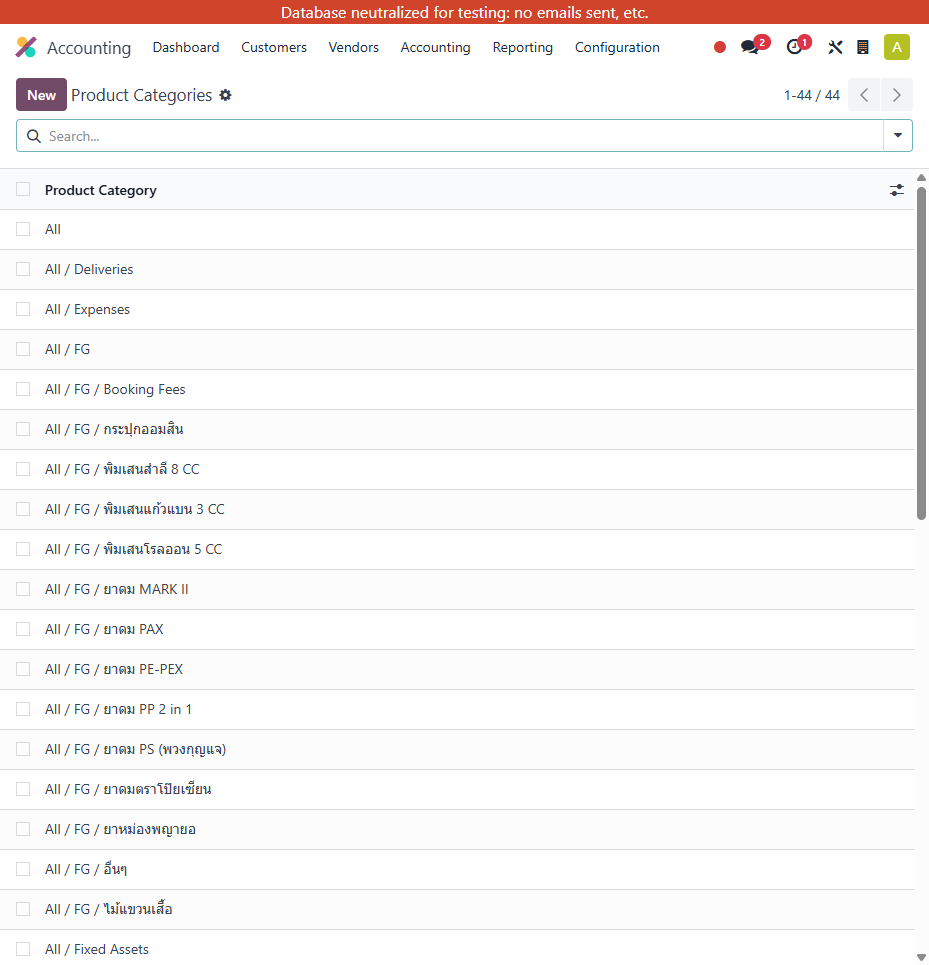 Database neutralized for testing: no emails sent, etc.
Accounting Dashboard Customers Vendors Accounting Reporting Configuration 2 1 A
New Product Categories 1-44 / 44
Search...
Product Category
All
All / Deliveries
All / Expenses
All / FG
All / FG / Booking Fees
All / FG / กระปุกออมสิน
All / FG / พิมเสนสำลี 8 CC
All / FG / พิมเสนแก้วแบน 3 CC
All / FG / พิมเสนโรลออน 5 CC
All / FG / ยาดม MARK II
All / FG / ยาดม PAX
All / FG / ยาดม PE-PEX
All / FG / ยาดม PP 2 in 1
All / FG / ยาดม PS (พวงกุญแจ)
All / FG / ยาดมตราโป๊ยเซียน
All / FG / ยาหม่องพญายอ
All / FG / อื่นๆ
All / FG / ไม้แขวนเสื้อ
All / Fixed Assets